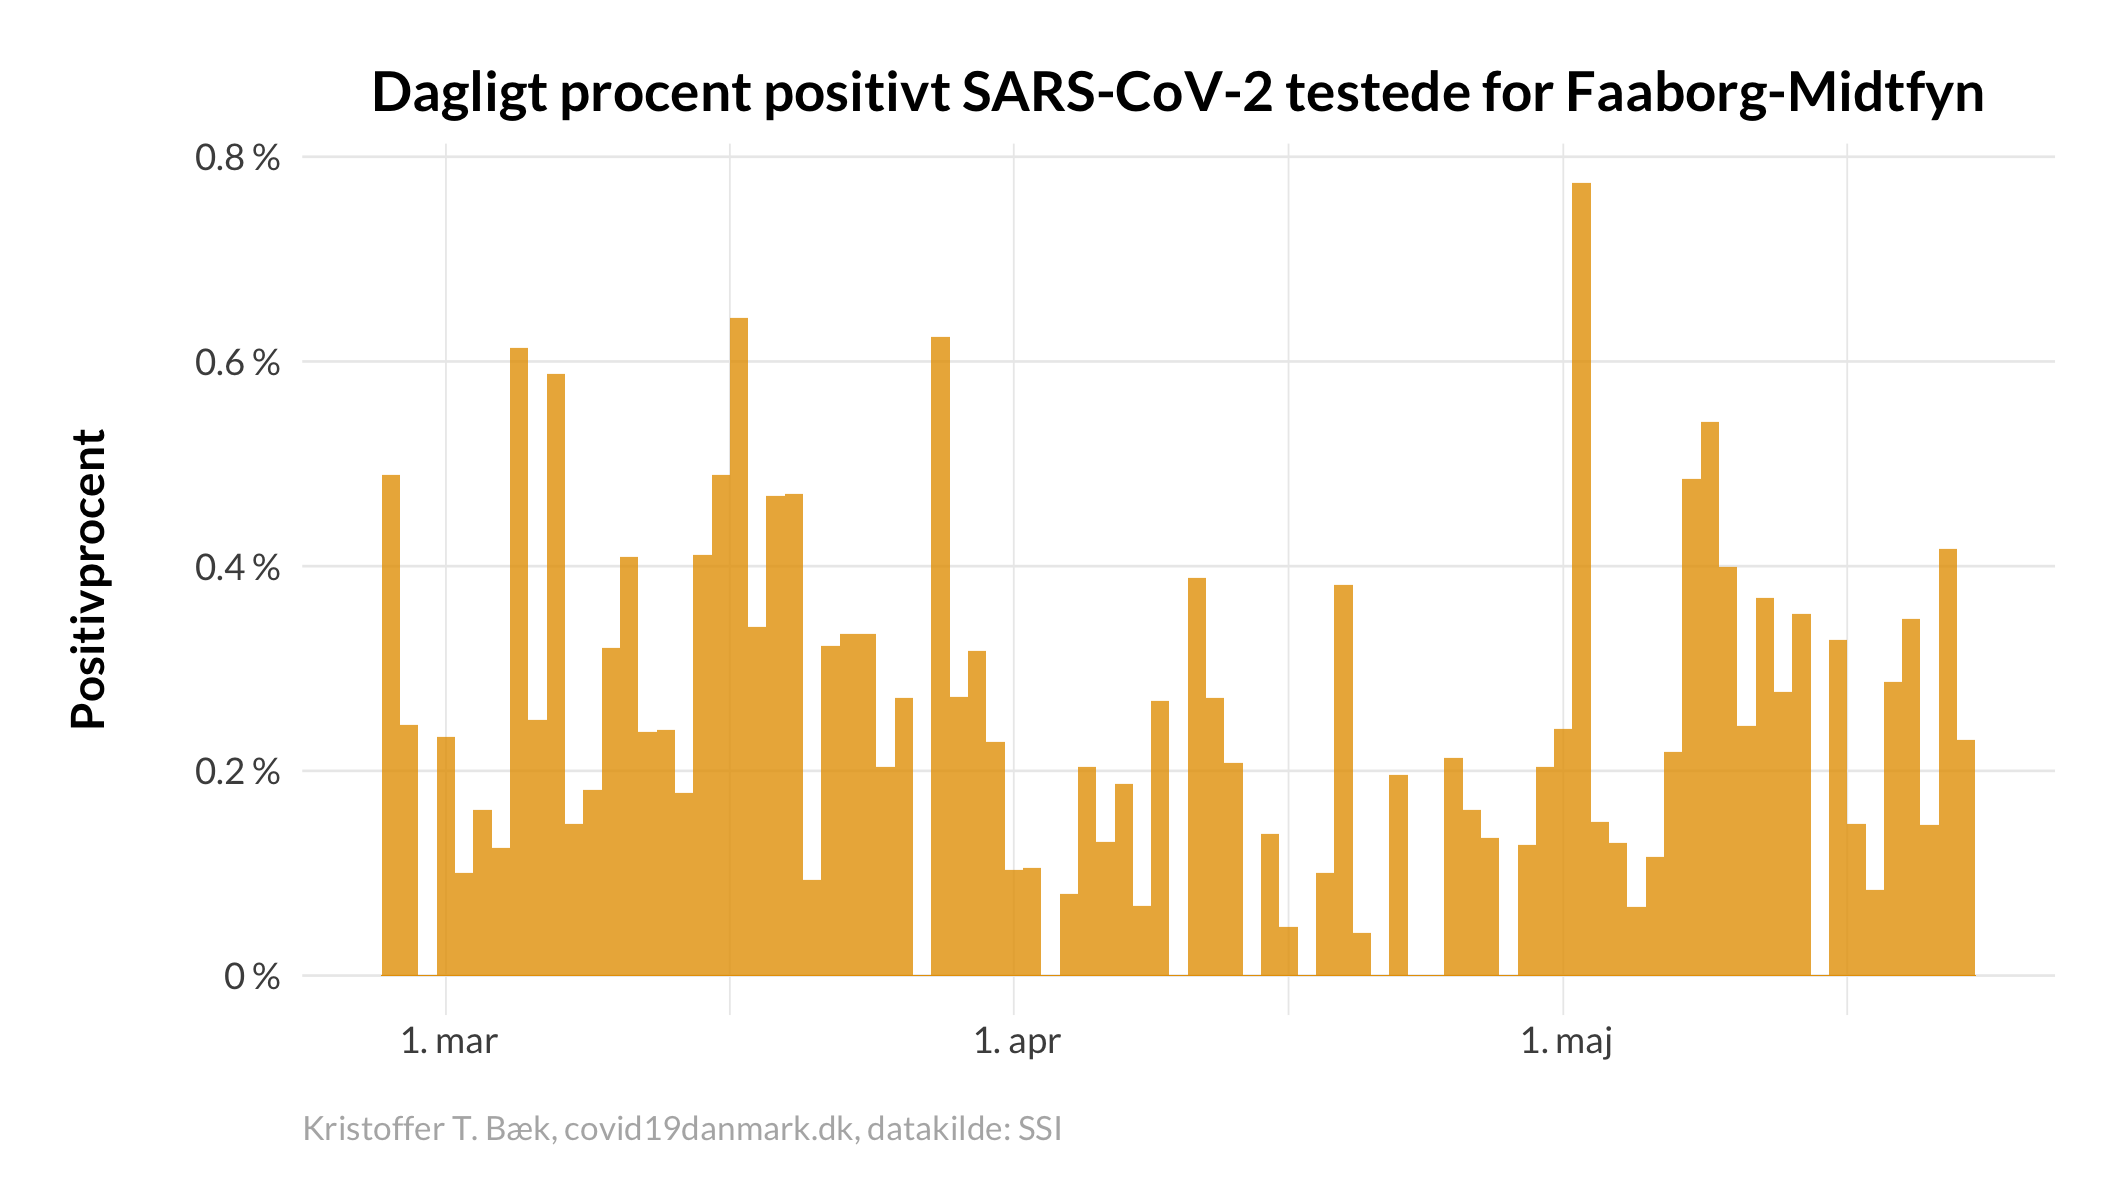 Dagligt procent positivt SARS-CoV-2 testede for Faaborg-Midtfyn
Positivprocent
0.8 %
0.6 %
0.4 %
0.2 %
0 %
1. mar
1. apr
1. maj
Kristoffer T. Bæk, covid19danmark.dk, datakilde: SSI